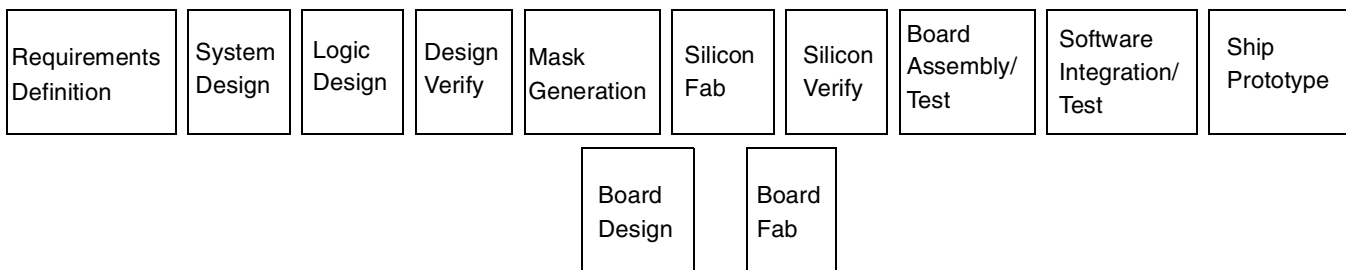 Requirements
Definition
System
Design
Logic
Design
Design
Verify
Mask
Generation
Silicon
Fab
Silicon
Verify
Board
Assembly/
Test
Software
Integration/
Test
Ship
Prototype
Board
Design
Board
Fab